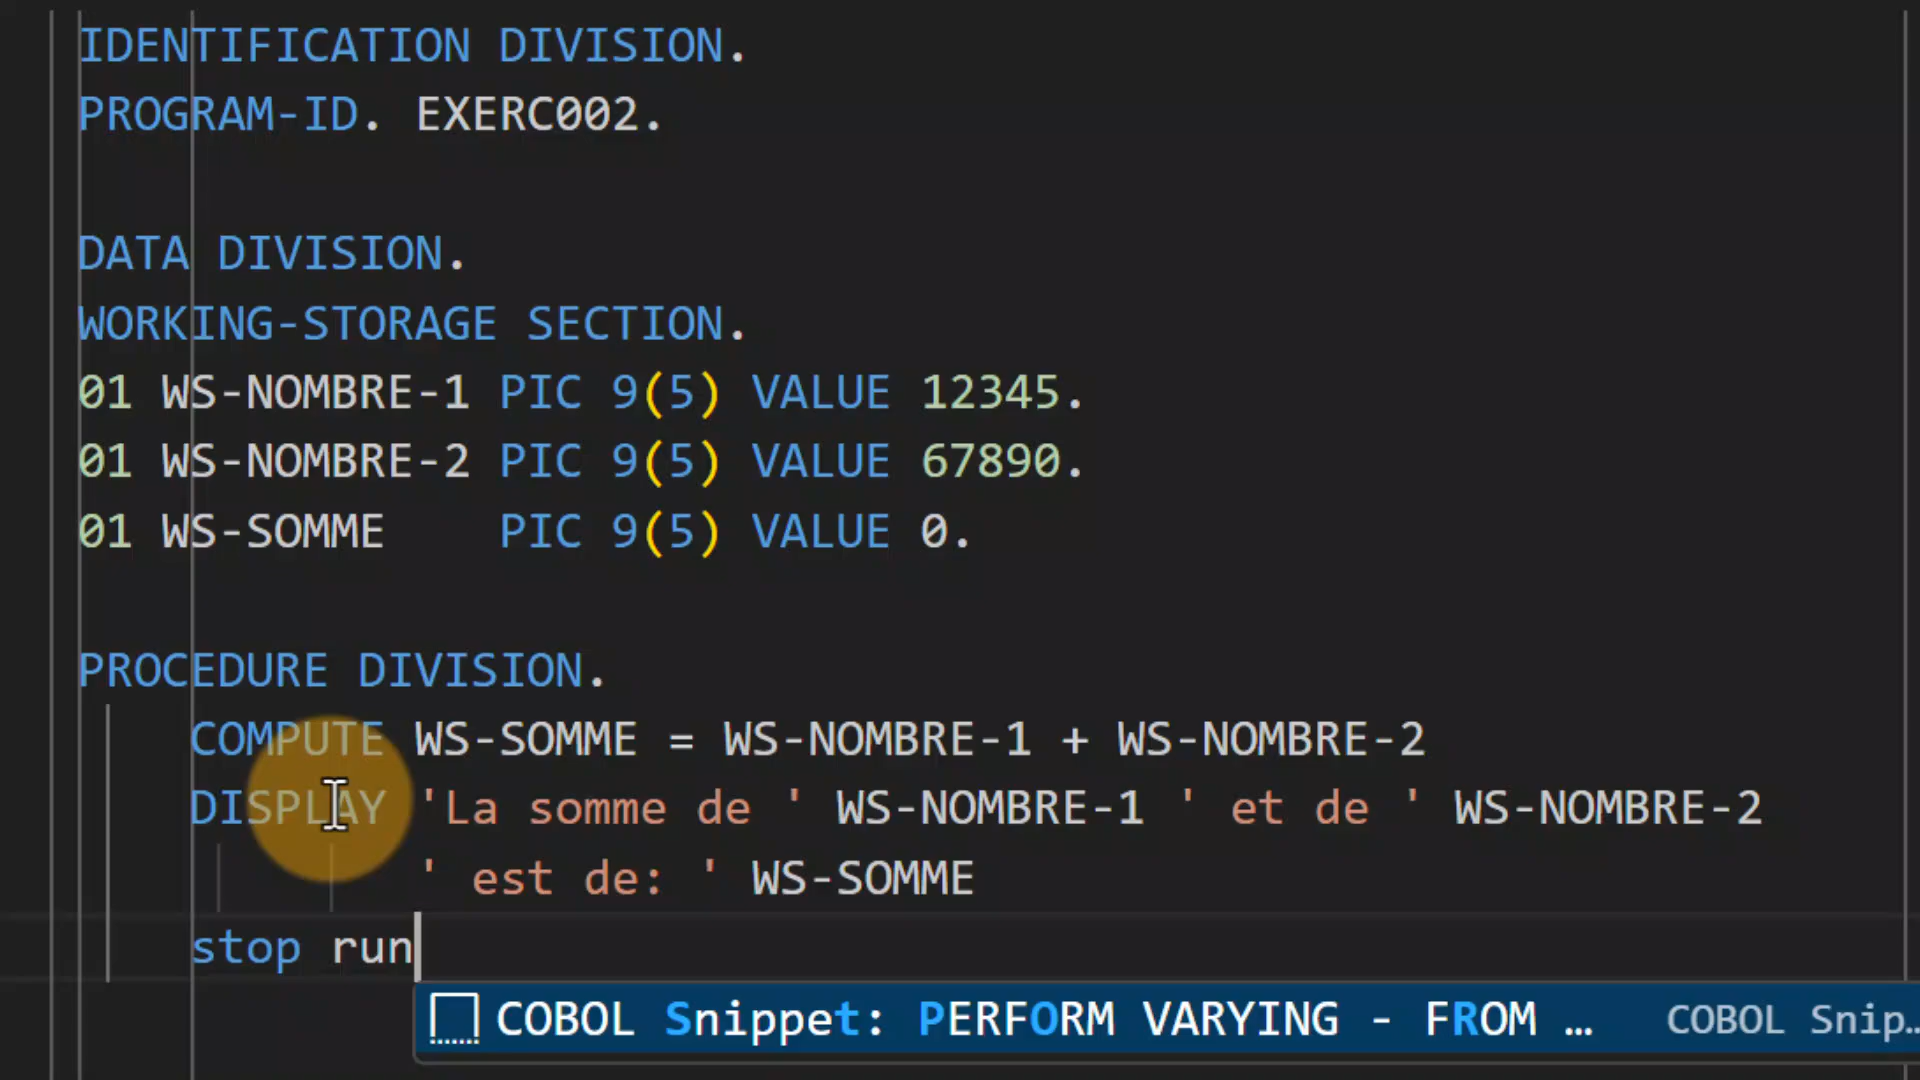 IDENTIFICATION DIVISION.
PROGRAM-ID. EXERC002.
DATA DIVISION.
WORKING-STORAGE SECTION.
01 WS-NOMBRE-1 PIC 9(5) VALUE 12345.
01 WS-NOMBRE-2 PIC 9(5) VALUE 67890.
01 WS-SOMME    PIC 9(5) VALUE 0.
PROCEDURE DIVISION.
COMPUTE WS-SOMME = WS-NOMBRE-1 + WS-NOMBRE-2
DISPLAY 'La somme de ' WS-NOMBRE-1 ' et de ' WS-NOMBRE-2
' est de: ' WS-SOMME
stop run
COBOL Snippet: PERFORM VARYING - FROM … COBOL Snip…